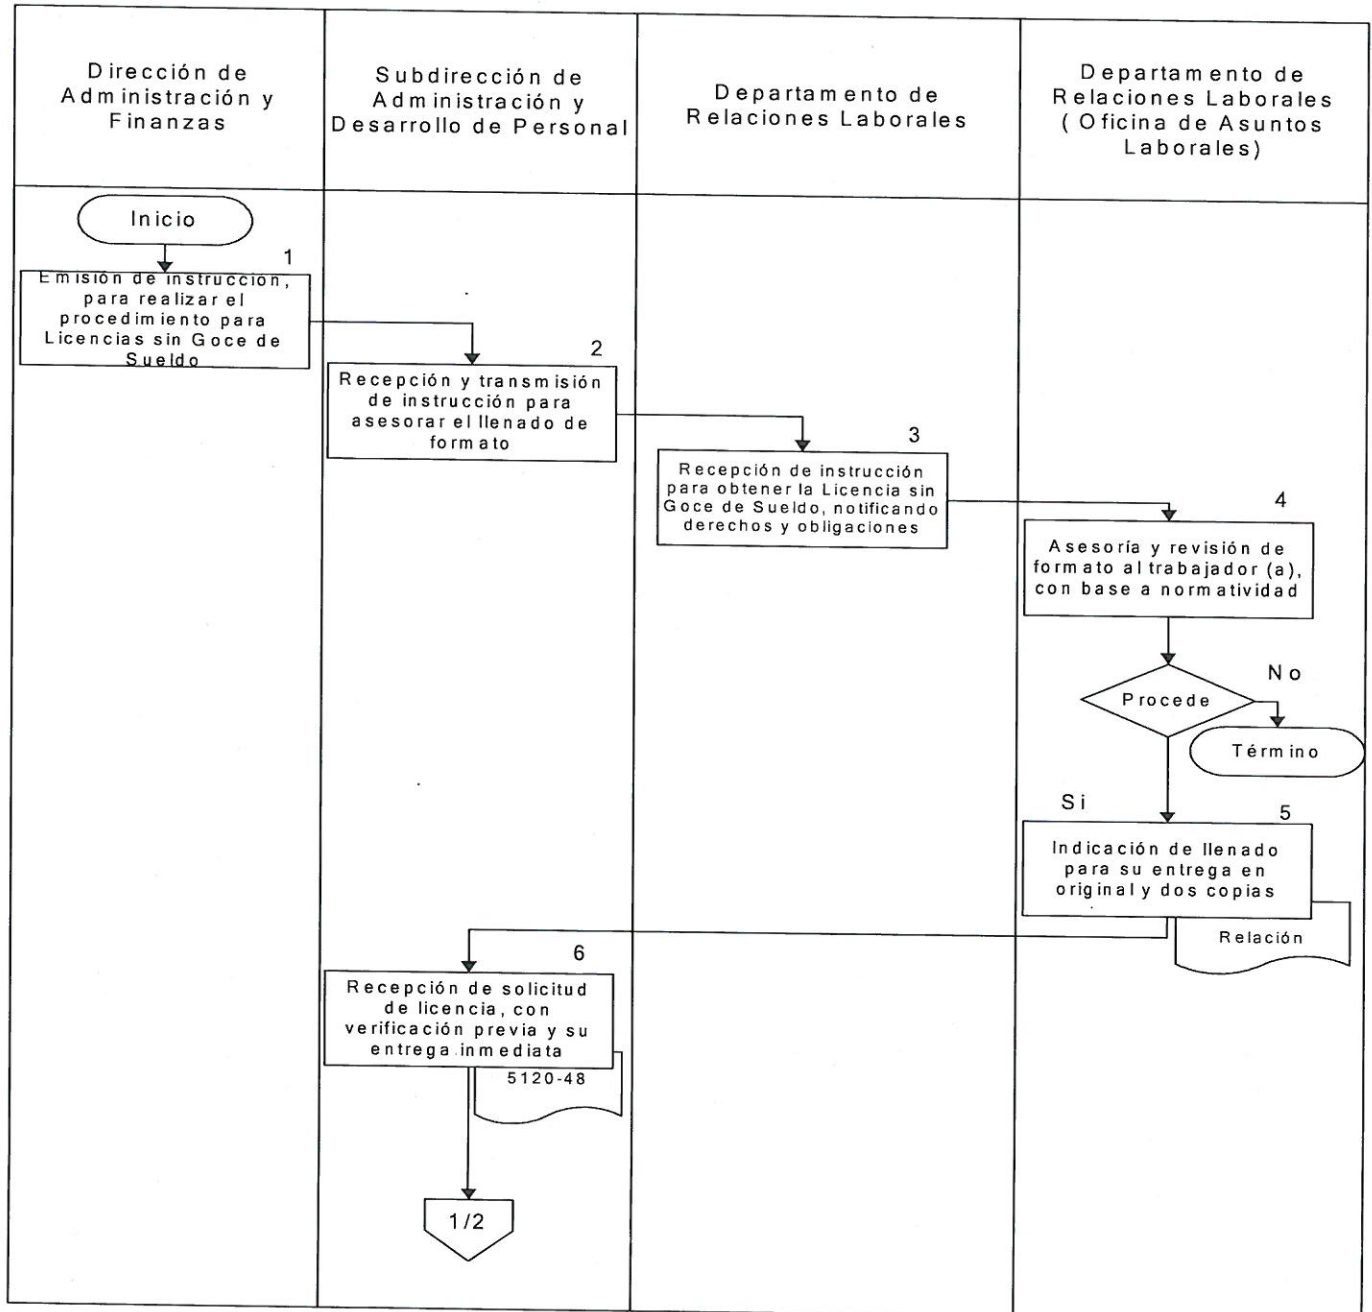 Dirección de
Administración y
Finanzas
Subdirección de
Administración y
Desarrollo de Personal
Departamento de
Relaciones Laborales
Departamento de
Relaciones Laborales
( Oficina de Asuntos
Laborales)
Inicio
1
Emisión de instrucción,
para realizar el
procedimiento para
Licencias sin Goce de
Sueldo
2
Recepción y transmisión
de instrucción para
asesorar el llenado de
formato
3
Recepción de instrucción
para obtener la Licencia sin
Goce de Sueldo, notificando
derechos y obligaciones
4
Asesoría y revisión de
formato al trabajador (a),
con base a normatividad
Procede
No
Término
Si
5
Indicación de llenado
para su entrega en
original y dos copias
Relación
6
Recepción de solicitud
de licencia, con
verificación previa y su
entrega inmediata
5120-48
1/2